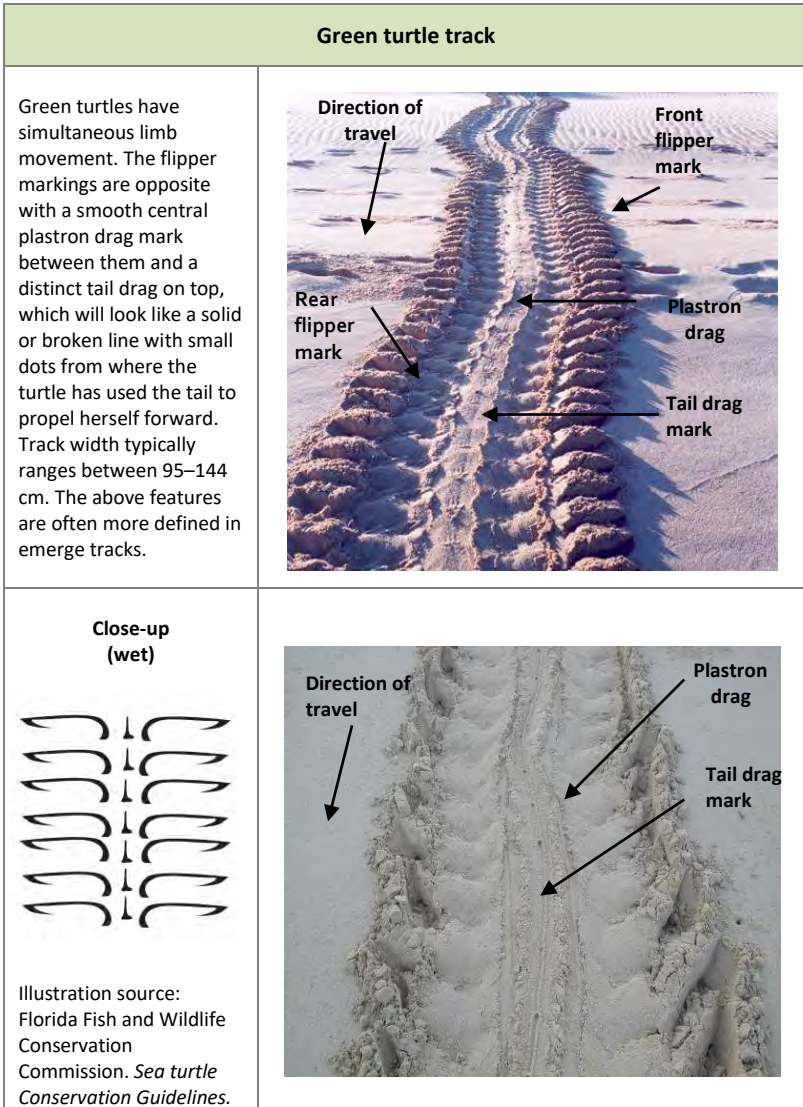 Green turtle track
Green turtles have
simultaneous limb
movement. The flipper
markings are opposite
with a smooth central
plastron drag mark
between them and a
distinct tail drag on top,
which will look like a solid
or broken line with small
dots from where the
turtle has used the tail to
propel herself forward.
Track width typically
ranges between 95–144
cm. The above features
are often more defined in
emerge tracks.
Direction of
travel
Front
flipper
mark
Rear
flipper
mark
Plastron
drag
Tail drag
mark
Close-up
(wet)
Illustration source:
Florida Fish and Wildlife
Conservation
Commission. Sea turtle
Conservation Guidelines.
Direction of
travel
Plastron
drag
Tail drag
mark